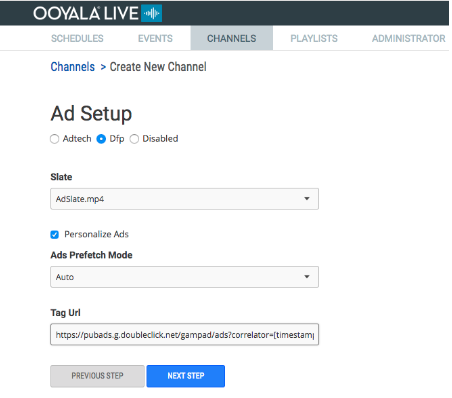 OOYALA LIVE
SCHEDULES EVENTS CHANNELS PLAYLISTS ADMINISTRATOR
Channels > Create New Channel
Ad Setup
Adtech Dfp Disabled
Slate
AdSlate.mp4
Personalize Ads
Ads Prefetch Mode
Auto
Tag Url
https://pubads.g.doubleclick.net/gampad/ads?correlator=[timestamp
PREVIOUS STEP NEXT STEP